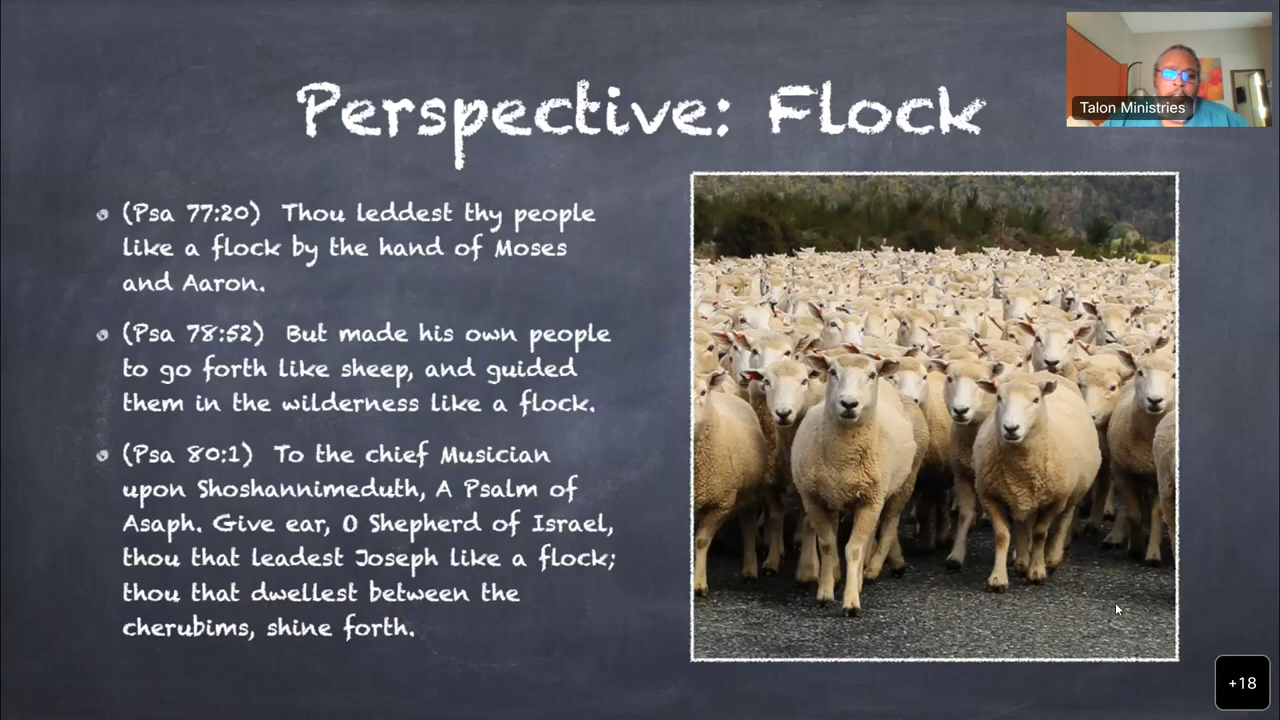 Perspective: Flock
Talon Ministries
(Psa 77:20) Thou leddest thy people
like a flock by the hand of Moses
and Aaron.
(Psa 78:52) But made his own people
to go forth like sheep, and guided
them in the wilderness like a flock.
(Psa 80:1) To the chief Musician
upon Shoshannimeduth, A Psalm of
Asaph. Give ear, O Shepherd of Israel,
thou that leadest Joseph like a flock;
thou that dwellest between the
cherubims, shine forth.
+18